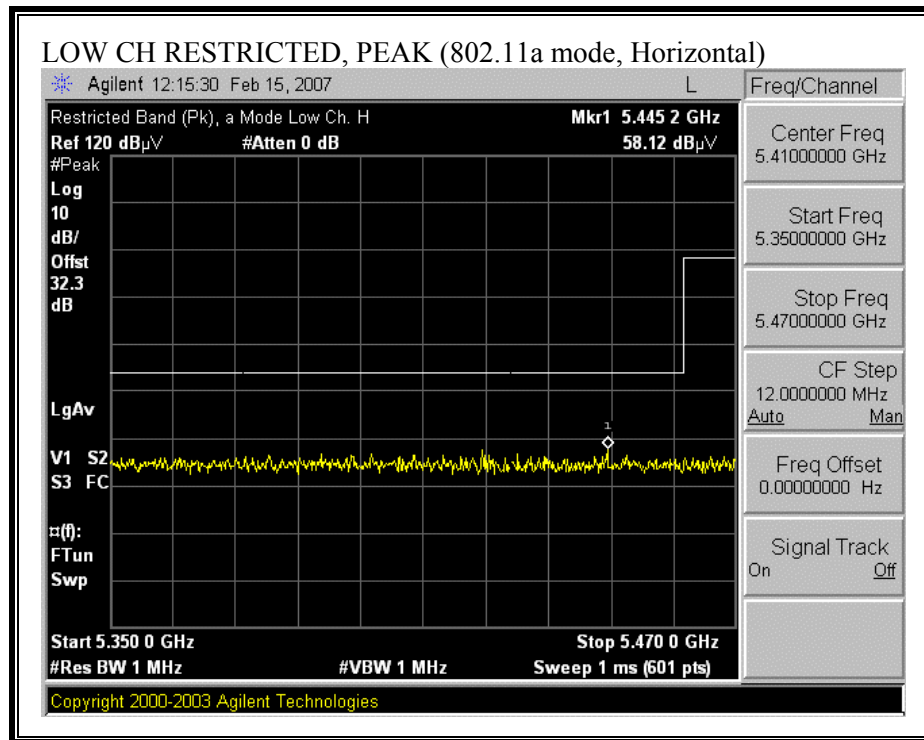 LOW CH RESTRICTED, PEAK (802.11a mode, Horizontal)
Agilent 12:15:30 Feb 15, 2007 L
Restricted Band (Pk), a Mode Low Ch. H Mkr1 5.445 2 GHz
Ref 120 dBµV #Atten 0 dB 58.12 dBµV
#Peak
Log
10
dB/
Offst
32.3
dB
1
LgAv
V1 S2
S3 FC
¤(f):
FTun
Swp
Start 5.350 0 GHz Stop 5.470 0 GHz
#Res BW 1 MHz #VBW 1 MHz Sweep 1 ms (601 pts)
Copyright 2000-2003 Agilent Technologies
Freq/Channel
Center Freq
5.41000000 GHz
Start Freq
5.35000000 GHz
Stop Freq
5.47000000 GHz
CF Step
12.0000000 MHz
Auto Man
Freq Offset
0.00000000 Hz
Signal Track
On Off